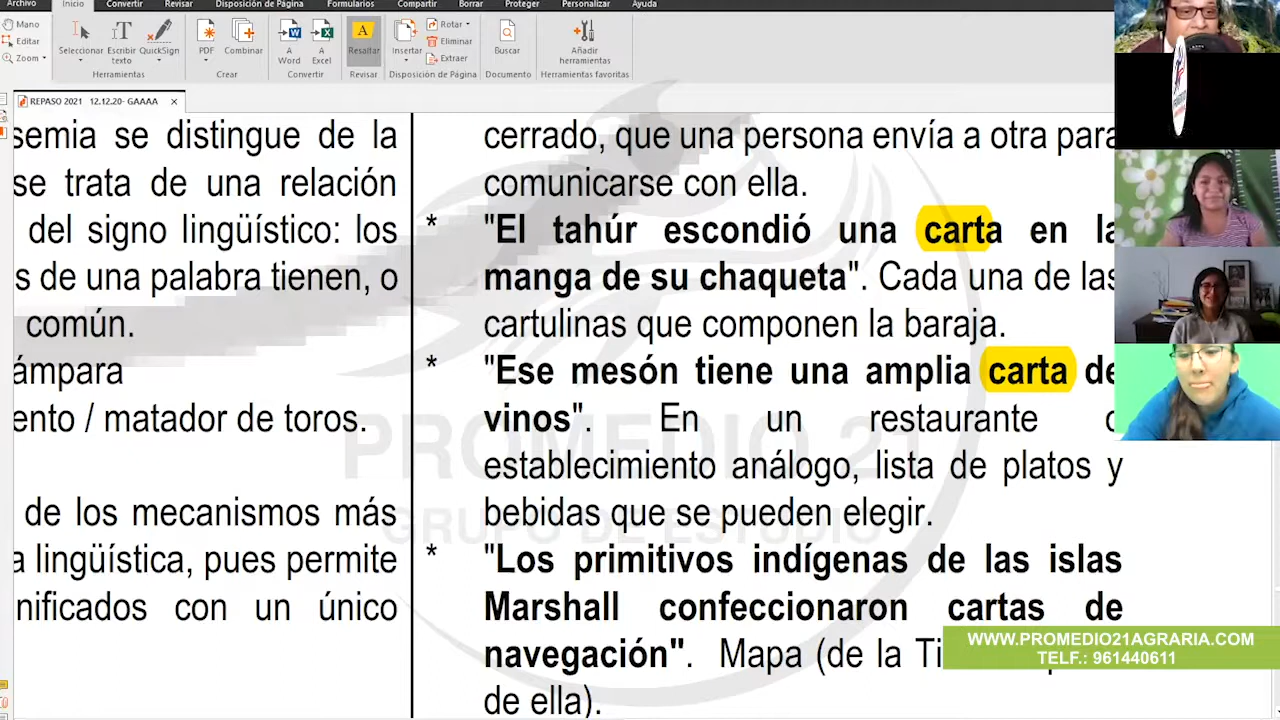 Archivo Inicio Convertir Revisar Disposición de Página Formularios Compartir Borrar Proteger Personalizar Ayuda
Mano
Editar
Zoom
Seleccionar
Escribir texto
QuickSign
Herramientas
PDF
Combinar
Crear
A Word
A Excel
Convertir
Resaltar
Revisar
Insertar
Rotar
Eliminar
Extraer
Disposición de Página
Buscar
Documento
Añadir herramientas
Herramientas favoritas
REPASO 2021 12.12.20- GAAAA
semia se distingue de la
se trata de una relación
del signo lingüístico: los
s de una palabra tienen, o
común.
ámpara
ento / matador de toros.
de los mecanismos más
a lingüística, pues permite
nificados con un único
cerrado, que una persona envía a otra para
comunicarse con ella.
* "El tahúr escondió una carta en la
manga de su chaqueta". Cada una de las
cartulinas que componen la baraja.
* "Ese mesón tiene una amplia carta de
vinos". En un restaurante
establecimiento análogo, lista de platos y
bebidas que se pueden elegir.
* "Los primitivos indígenas de las islas
Marshall confeccionaron cartas de
navegación". Mapa (de la
de ella).
PROMEDIO 21
GRUPO DE ESTUDIO
WWW.PROMEDIO21AGRARIA.COM
TELF.: 961440611